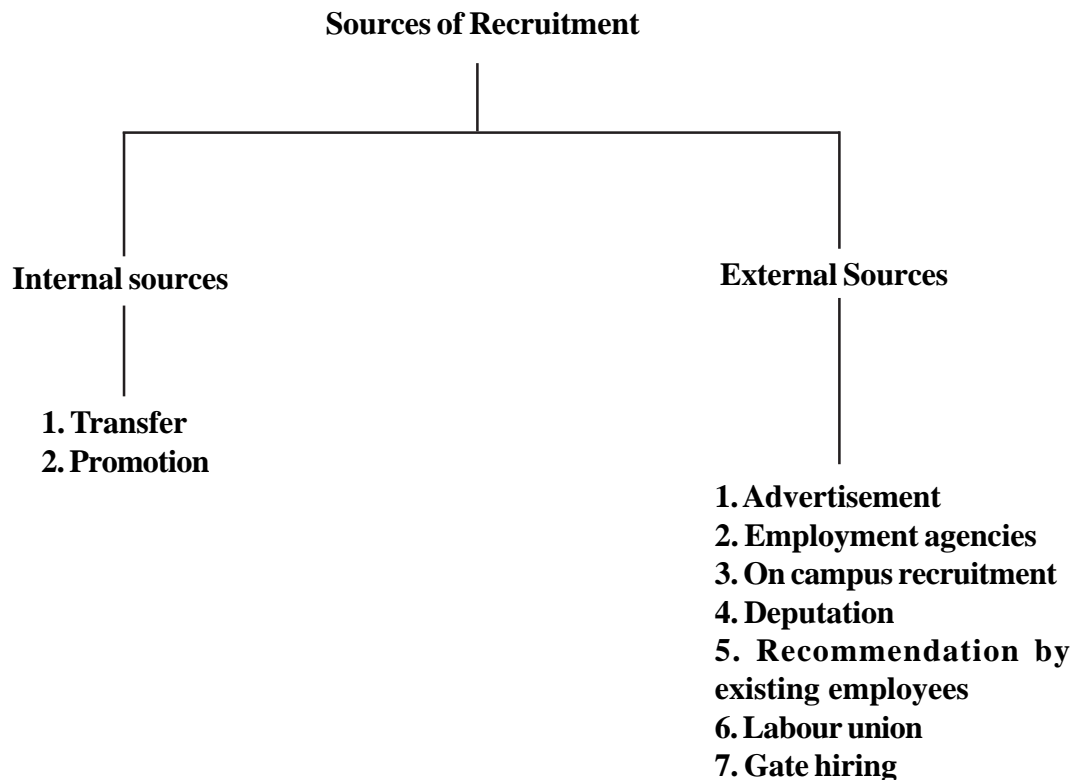 Sources of Recruitment
Internal sources
1. Transfer
2. Promotion
External Sources
1. Advertisement
2. Employment agencies
3. On campus recruitment
4. Deputation
5. Recommendation by
existing employees
6. Labour union
7. Gate hiring